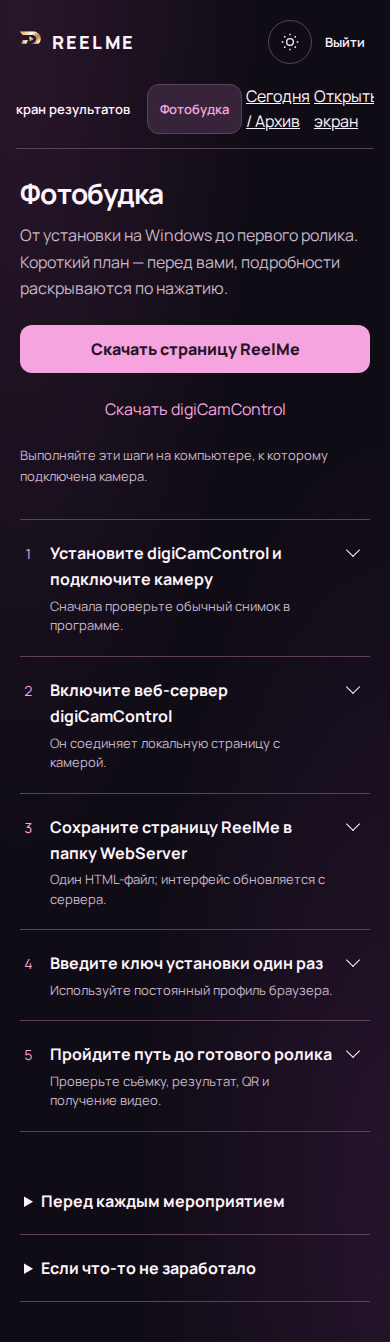 REELME
Выйти
кран результатов
Фотобудка
Сегодня
/ Архив
Открыть
экран
Фотобудка
От установки на Windows до первого ролика.
Короткий план — перед вами, подробности
раскрываются по нажатию.
Скачать страницу ReelMe
Скачать digiCamControl
Выполняйте эти шаги на компьютере, к которому
подключена камера.
1 Установите digiCamControl и
подключите камеру
Сначала проверьте обычный снимок в
программе.
2 Включите веб-сервер
digiCamControl
Он соединяет локальную страницу с
камерой.
3 Сохраните страницу ReelMe в
папку WebServer
Один HTML-файл; интерфейс обновляется с
сервера.
4 Введите ключ установки один раз
Используйте постоянный профиль браузера.
5 Пройдите путь до готового ролика
Проверьте съёмку, результат, QR и
получение видео.
Перед каждым мероприятием
Если что-то не заработало